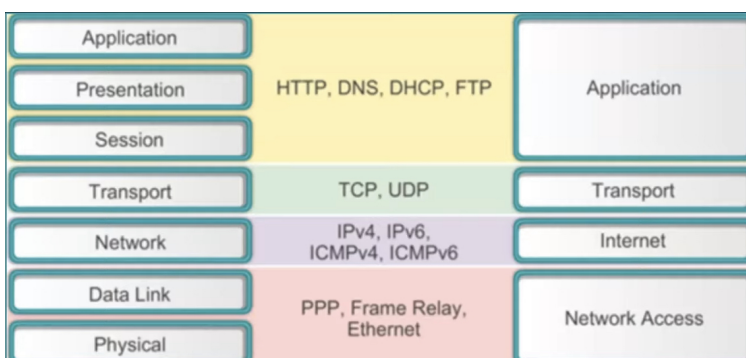 Application
Presentation
Session
HTTP, DNS, DHCP, FTP
Application
Transport
TCP, UDP
Transport
Network
IPv4, IPv6,
ICMPv4, ICMPv6
Internet
Data Link
Physical
PPP, Frame Relay,
Ethernet
Network Access